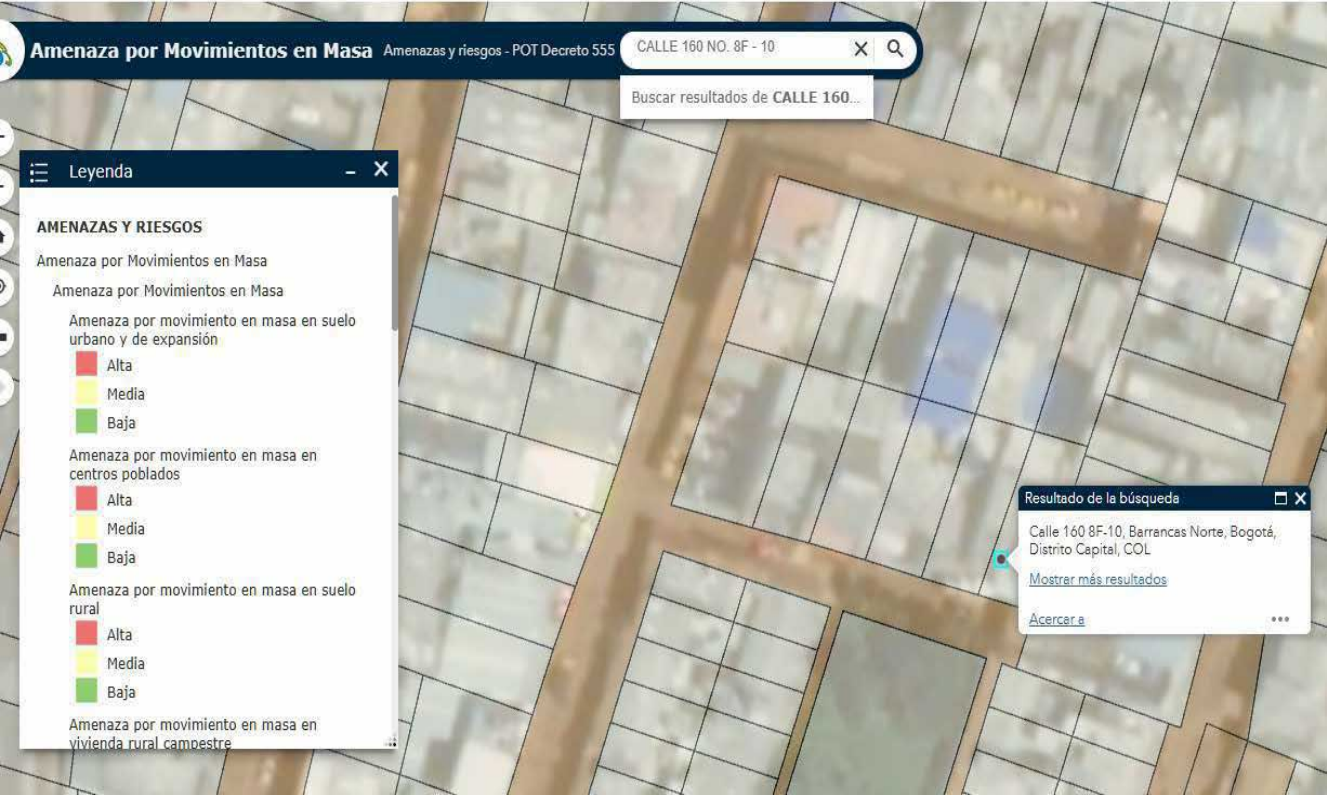 Amenaza por Movimientos en Masa Amenazas y riesgos - POT Decreto 555
CALLE 160 NO. 8F - 10
Buscar resultados de CALLE 160...
Leyenda
AMENAZAS Y RIESGOS
Amenaza por Movimientos en Masa
Amenaza por Movimientos en Masa
Amenaza por movimiento en masa en suelo
urbano y de expansión
Alta
Media
Baja
Amenaza por movimiento en masa en
centros poblados
Alta
Media
Baja
Amenaza por movimiento en masa en suelo
rural
Alta
Media
Baja
Amenaza por movimiento en masa en
vivienda rural campestre
Resultado de la búsqueda
Calle 160 8F-10, Barrancas Norte, Bogotá,
Distrito Capital, COL
Mostrar más resultados
Acercar a